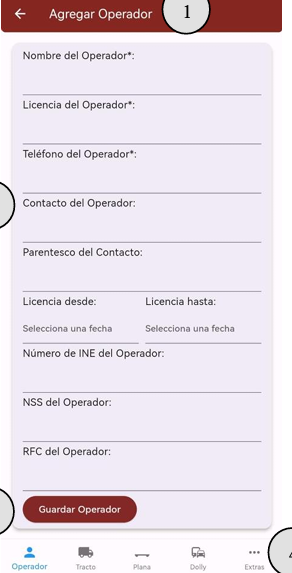 Agregar Operador
1
Nombre del Operador*:
Licencia del Operador*:
Teléfono del Operador*:
Contacto del Operador:
Parentesco del Contacto:
Licencia desde: Licencia hasta:
Selecciona una fecha Selecciona una fecha
Número de INE del Operador:
NSS del Operador:
RFC del Operador:
Guardar Operador
Operador Tracto Plana Dolly Extras